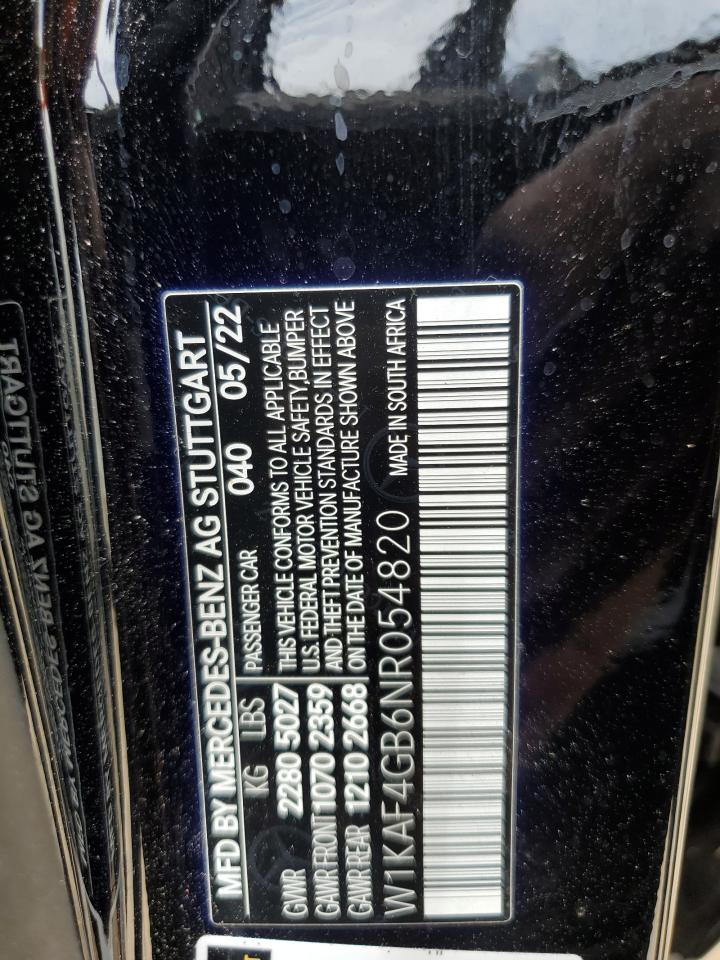 MFD BY MERCEDES-BENZ AG STUTTGART
KG LBS 040 05/22
PASSENGER CAR
GWR 2280 5027
GAWR FRONT 1070 2359
GAWR REAR 1210 2668
THIS VEHICLE CONFORMS TO ALL APPLICABLE
U.S. FEDERAL MOTOR VEHICLE SAFETY,BUMPER
AND THEFT PREVENTION STANDARDS IN EFFECT
ON THE DATE OF MANUFACTURE SHOWN ABOVE
W1KAF4GB6NR054820 MADE IN SOUTH AFRICA